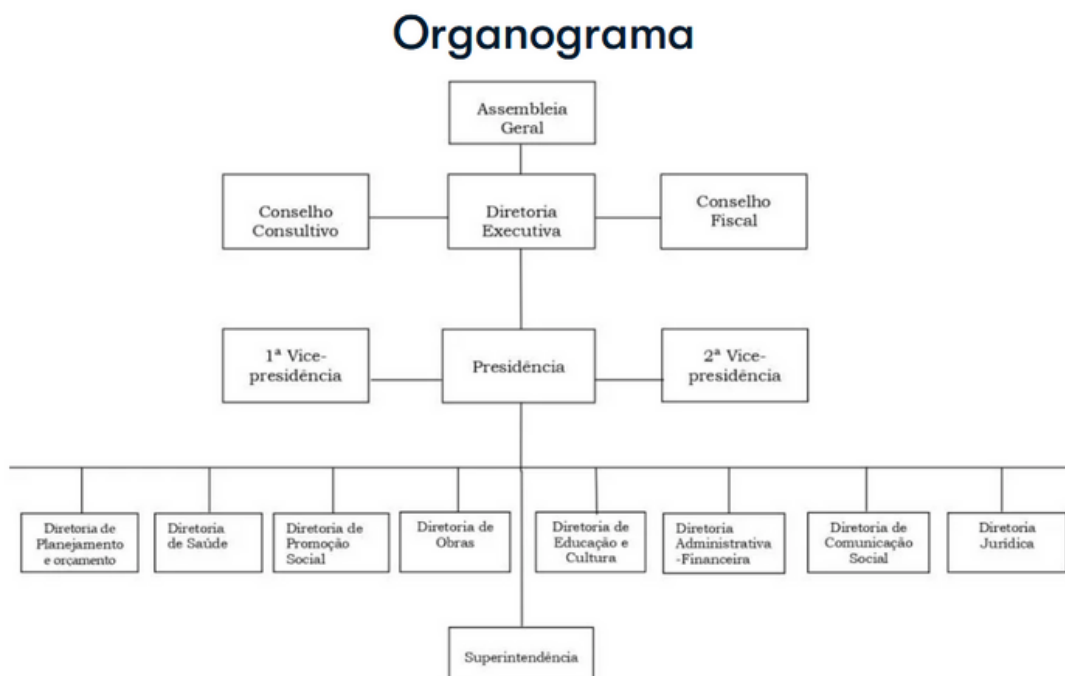 Organograma
Assembleia
Geral
Conselho
Consultivo
Diretoria
Executiva
Conselho
Fiscal
1ª Vice-
presidência
Presidência
2ª Vice-
presidência
Diretoria de
Planejamento
e orçamento
Diretoria
de Saúde
Diretoria de
Promoção
Social
Diretoria de
Obras
Diretoria de
Educação e
Cultura
Diretoria
Administrativa
-Financeira
Diretoria de
Comunicação
Social
Diretoria
Jurídica
Superintendência